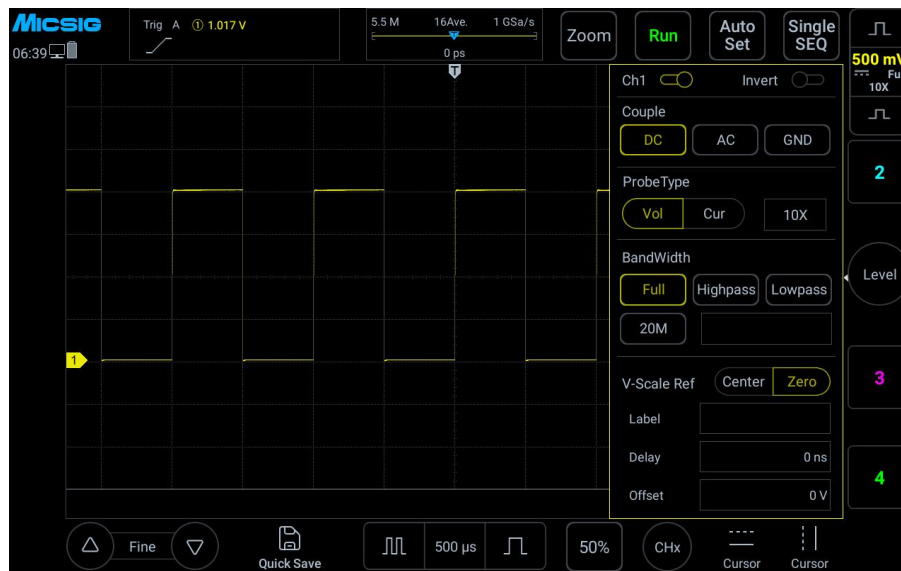 Micsig
06:39
Trig A ① 1.017 V
5.5 M 16Ave. 1 GSa/s
0 ps
Zoom
Run
Auto Set
Single SEQ
500 mV
Fu
10X
T
Ch1 Invert
Couple
DC AC GND
ProbeType
Vol Cur 10X
BandWidth
Full Highpass Lowpass
20M
V-Scale Ref Center Zero
Label
Delay 0 ns
Offset 0 V
1
2
Level
3
4
Fine
Quick Save
500 µs
50%
CHx
Cursor
Cursor